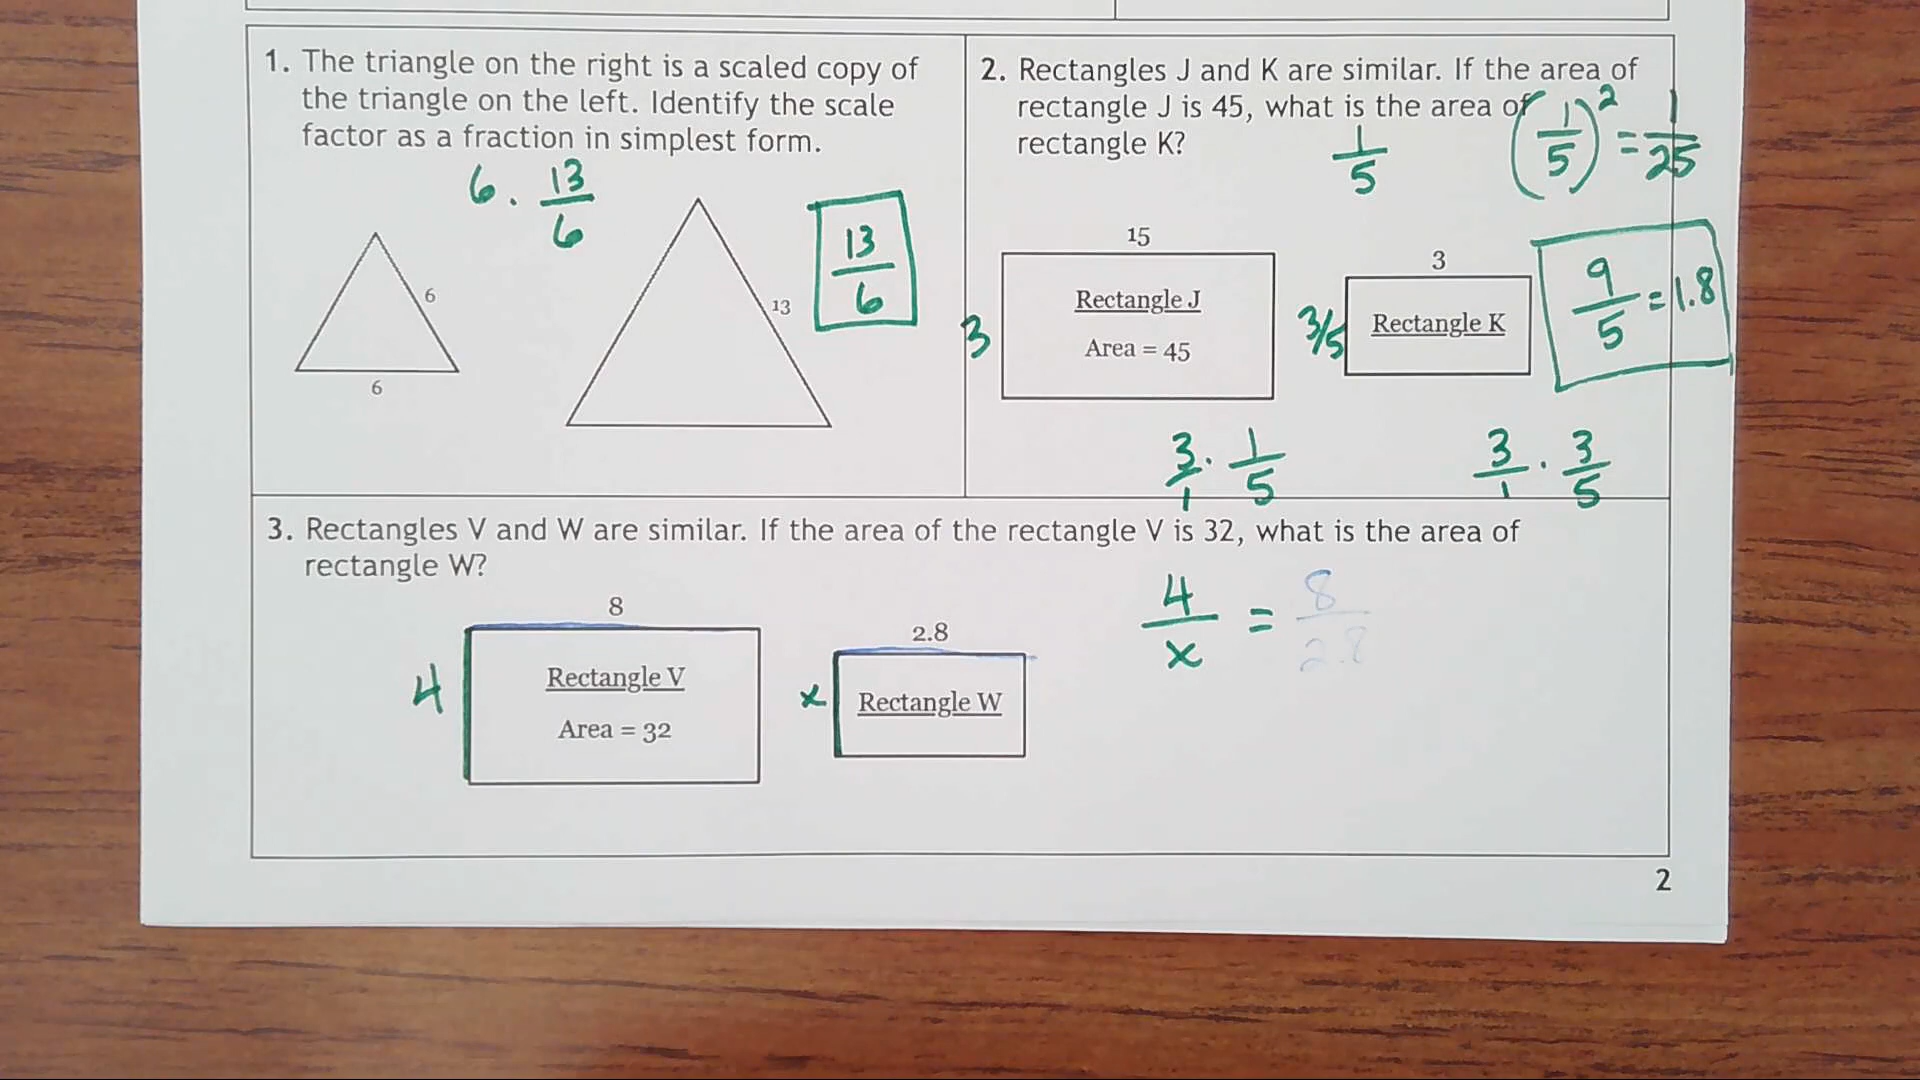 1. The triangle on the right is a scaled copy of
the triangle on the left. Identify the scale
factor as a fraction in simplest form.
6 · 13/6
13/6
6
6
13
2. Rectangles J and K are similar. If the area of
rectangle J is 45, what is the area of
rectangle K?
1/5
(1/5)² = 1/25
15
Rectangle J
Area = 45
3
3
Rectangle K
3/5
9/5 = 1.8
3/1 · 1/5
3/1 · 3/5
3. Rectangles V and W are similar. If the area of the rectangle V is 32, what is the area of
rectangle W?
8
Rectangle V
Area = 32
4
2.8
Rectangle W
x
4/x = 8/2.8
2